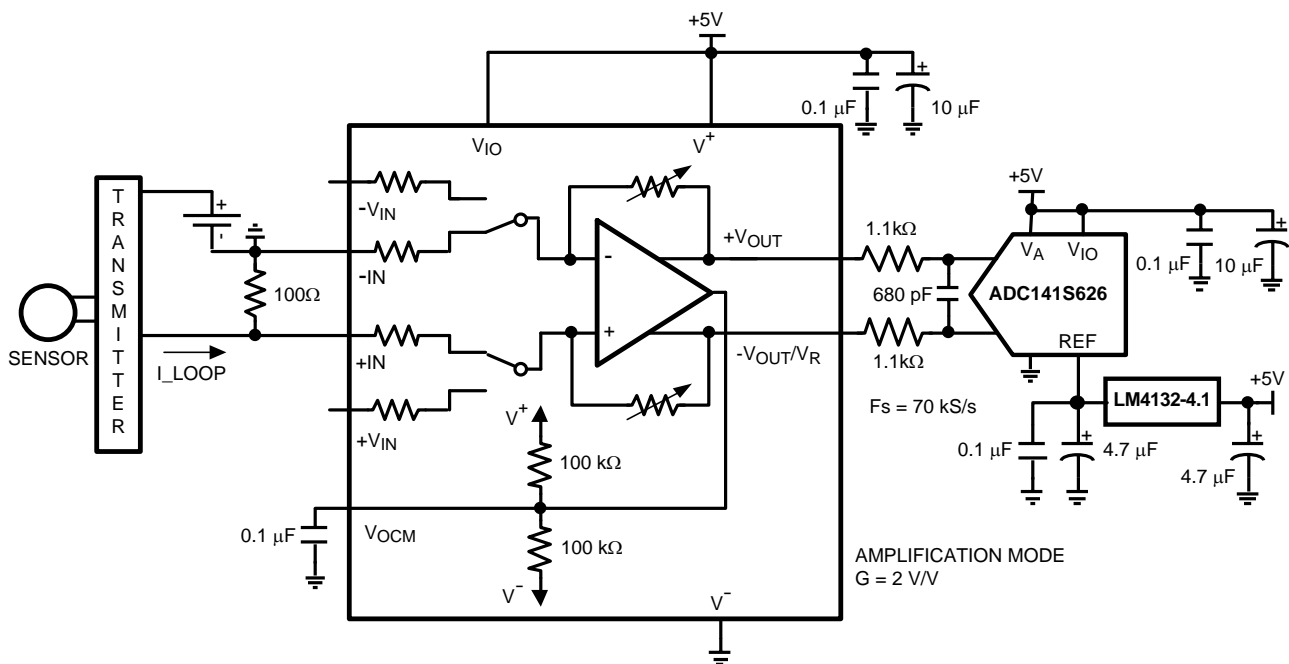 +5V
0.1 μF
10 μF
V_IO
V^+
TRANSMITTER
+
-
-V_IN
-IN
100Ω
SENSOR
I_LOOP
+IN
+V_IN
-
+
+V_OUT
-V_OUT/V_R
1.1kΩ
680 pF
1.1kΩ
+5V
V_A
V_IO
ADC141S626
REF
0.1 μF
10 μF
+
+
Fs = 70 kS/s
LM4132-4.1
+5V
0.1 μF
+
4.7 μF
+
4.7 μF
V^+
100 kΩ
V_OCM
0.1 μF
100 kΩ
V^-
V^-
AMPLIFICATION MODE
G = 2 V/V